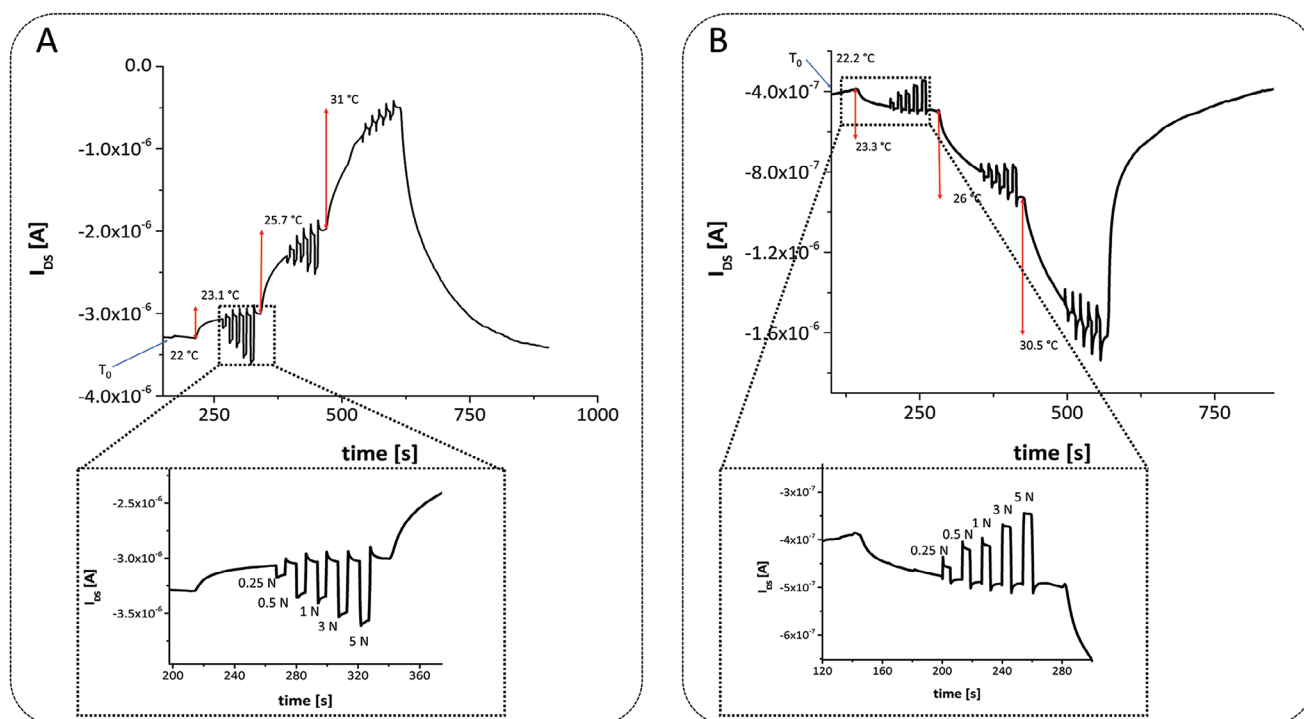 A
0.0
-1.0x10⁻⁶
-2.0x10⁻⁶
-3.0x10⁻⁶
-4.0x10⁻⁶
I_DS [A]
31 °C
25.7 °C
23.1 °C
22 °C
T₀
250
500
750
1000
time [s]
-2.5x10⁻⁶
-3.0x10⁻⁶
-3.5x10⁻⁶
I_DS [A]
0.25 N
0.5 N
1 N
3 N
5 N
200
240
280
320
360
time [s]
B
T₀
22.2 °C
-4.0x10⁻⁷
-8.0x10⁻⁷
-1.2x10⁻⁶
-1.6x10⁻⁶
I_DS [A]
23.3 °C
26 °C
30.5 °C
250
500
750
time [s]
-3x10⁻⁷
-4x10⁻⁷
-5x10⁻⁷
-6x10⁻⁷
I_DS [A]
0.25 N
0.5 N
1 N
3 N
5 N
120
160
200
240
280
time [s]